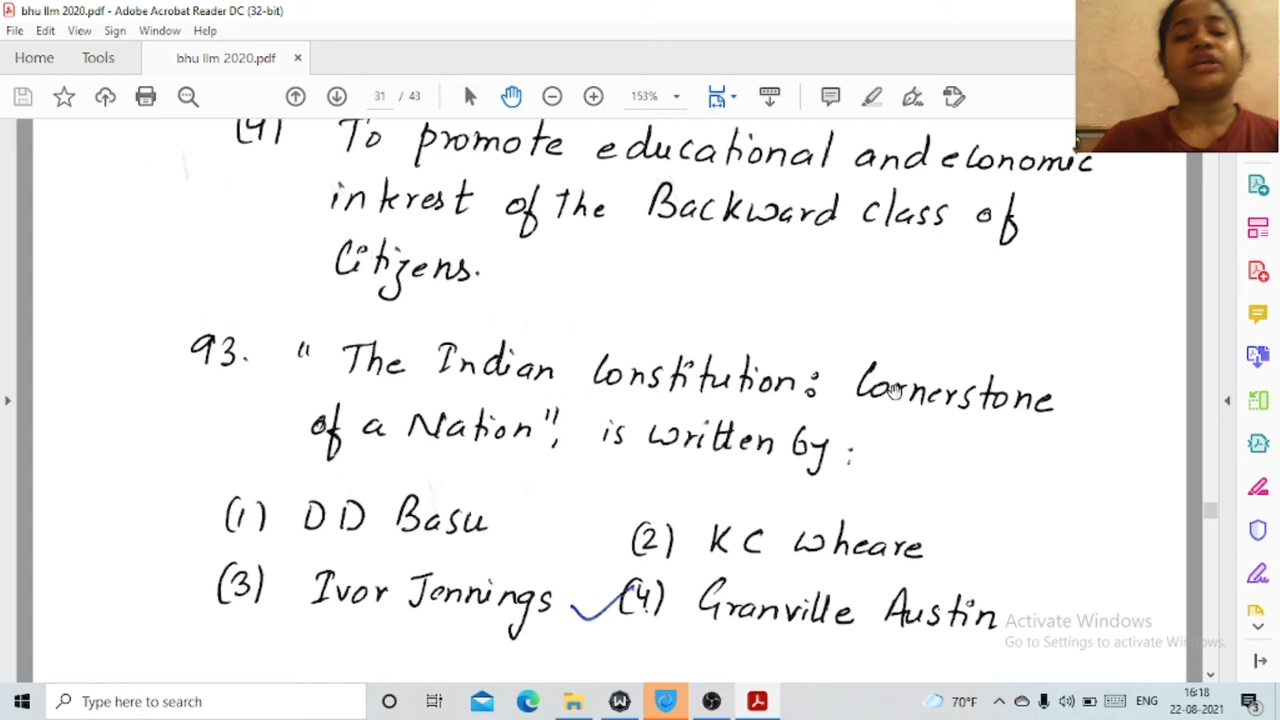 bhu llm 2020.pdf - Adobe Acrobat Reader DC (32-bit)
File Edit View Sign Window Help
Home Tools bhu llm 2020.pdf ×
31 / 43 153%
(4) To promote educational and economic
interest of the Backward class of
Citizens.
93. "The Indian Constitution: Cornerstone
of a Nation", is written by:
(1) DD Basu
(2) KC Wheare
(3) Ivor Jennings
(4) Granville Austin
Activate Windows
Go to Settings to activate Windows.
Type here to search
70°F ENG 16:18
22-08-2021
3